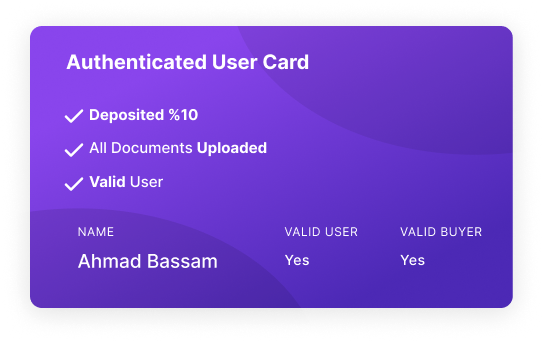 Authenticated User Card
Deposited %10
All Documents Uploaded
Valid User
NAME VALID USER VALID BUYER
Ahmad Bassam Yes Yes